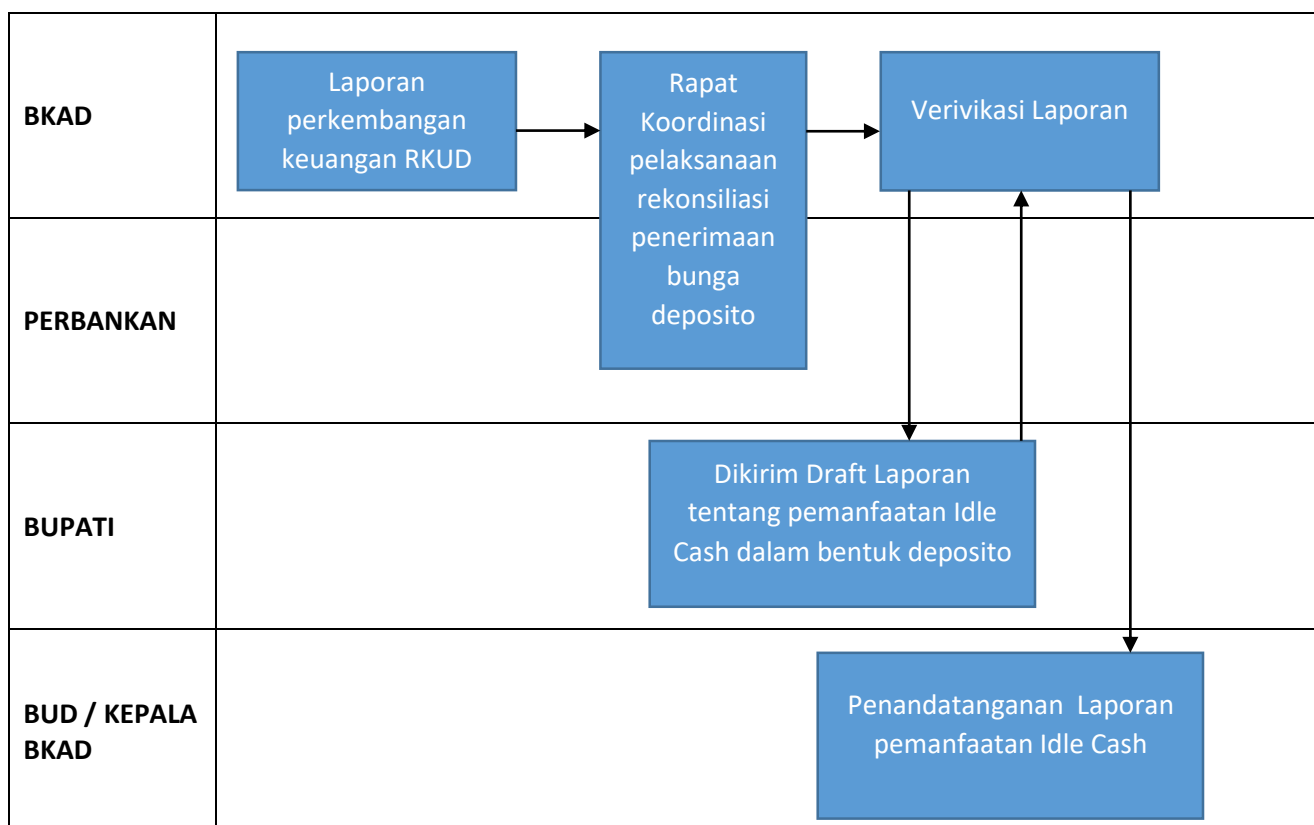 BKAD
Laporan
perkembangan
keuangan RKUD
Rapat
Koordinasi
pelaksanaan
rekonsiliasi
penerimaan
bunga
deposito
Verivikasi Laporan
PERBANKAN
BUPATI
Dikirim Draft Laporan
tentang pemanfaatan Idle
Cash dalam bentuk deposito
BUD / KEPALA
BKAD
Penandatanganan Laporan
pemanfaatan Idle Cash